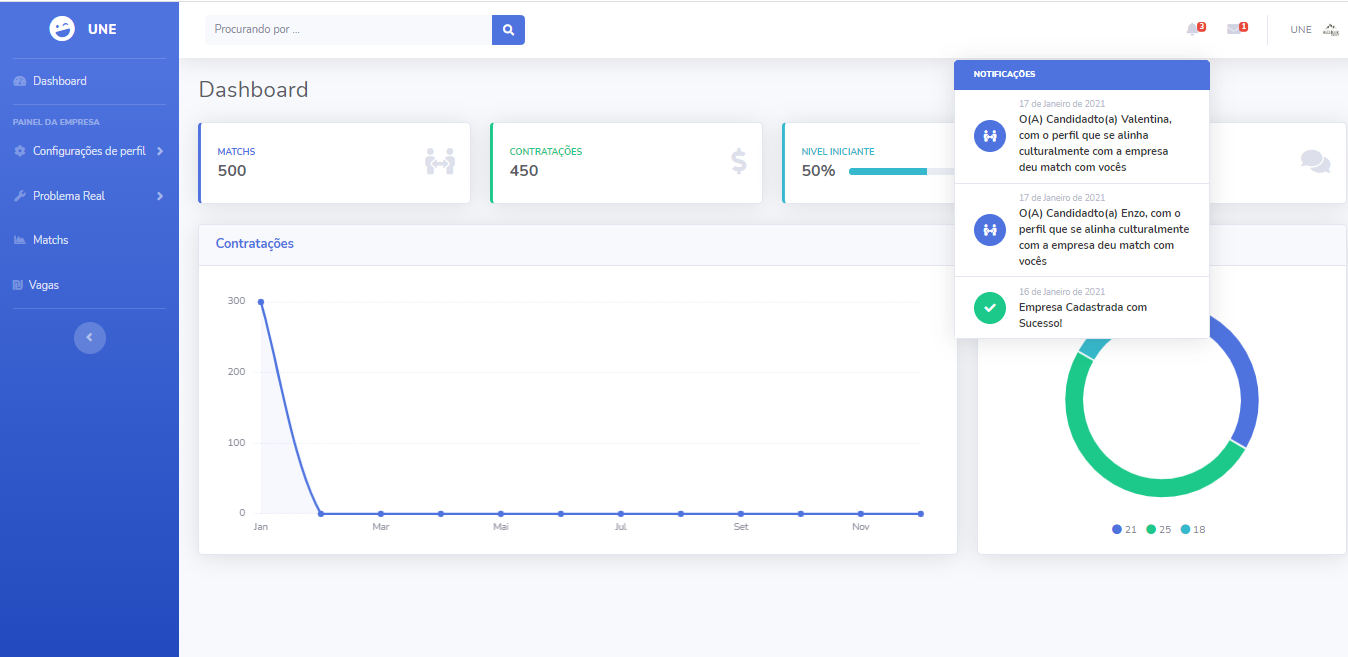 UNE
Procurando por ...
3
1
UNE
Dashboard
PAINEL DA EMPRESA
Configurações de perfil
Problema Real
Matchs
Vagas
Dashboard
MATCHS
500
CONTRATAÇÕES
450
NIVEL INICIANTE
50%
NOTIFICAÇÕES
17 de Janeiro de 2021
O(A) Candidadto(a) Valentina,
com o perfil que se alinha
culturalmente com a empresa
deu match com vocês
17 de Janeiro de 2021
O(A) Candidadto(a) Enzo, com o
perfil que se alinha culturalmente
com a empresa deu match com
vocês
16 de Janeiro de 2021
Empresa Cadastrada com
Sucesso!
Contratações
300
200
100
0
Jan Mar Mai Jul Set Nov
21 25 18